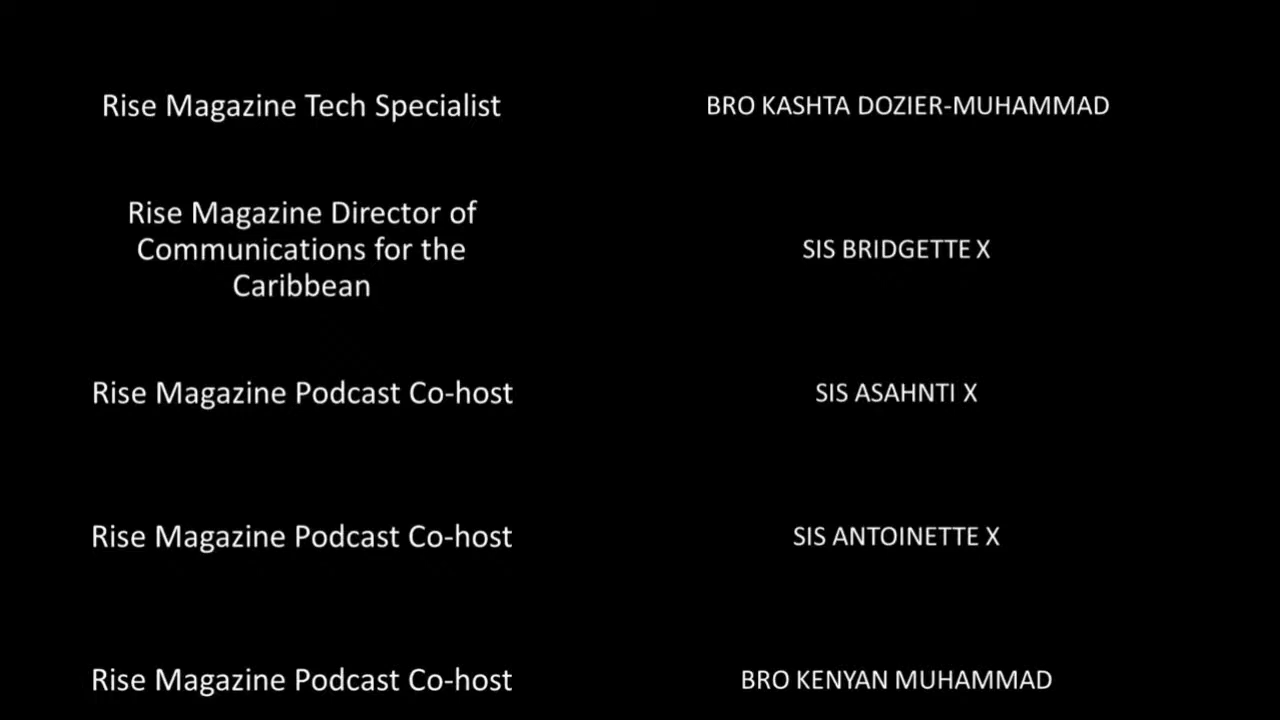 Rise Magazine Tech Specialist BRO KASHTA DOZIER-MUHAMMAD
Rise Magazine Director of
Communications for the SIS BRIDGETTE X
Caribbean
Rise Magazine Podcast Co-host SIS ASAHNTI X
Rise Magazine Podcast Co-host SIS ANTOINETTE X
Rise Magazine Podcast Co-host BRO KENYAN MUHAMMAD